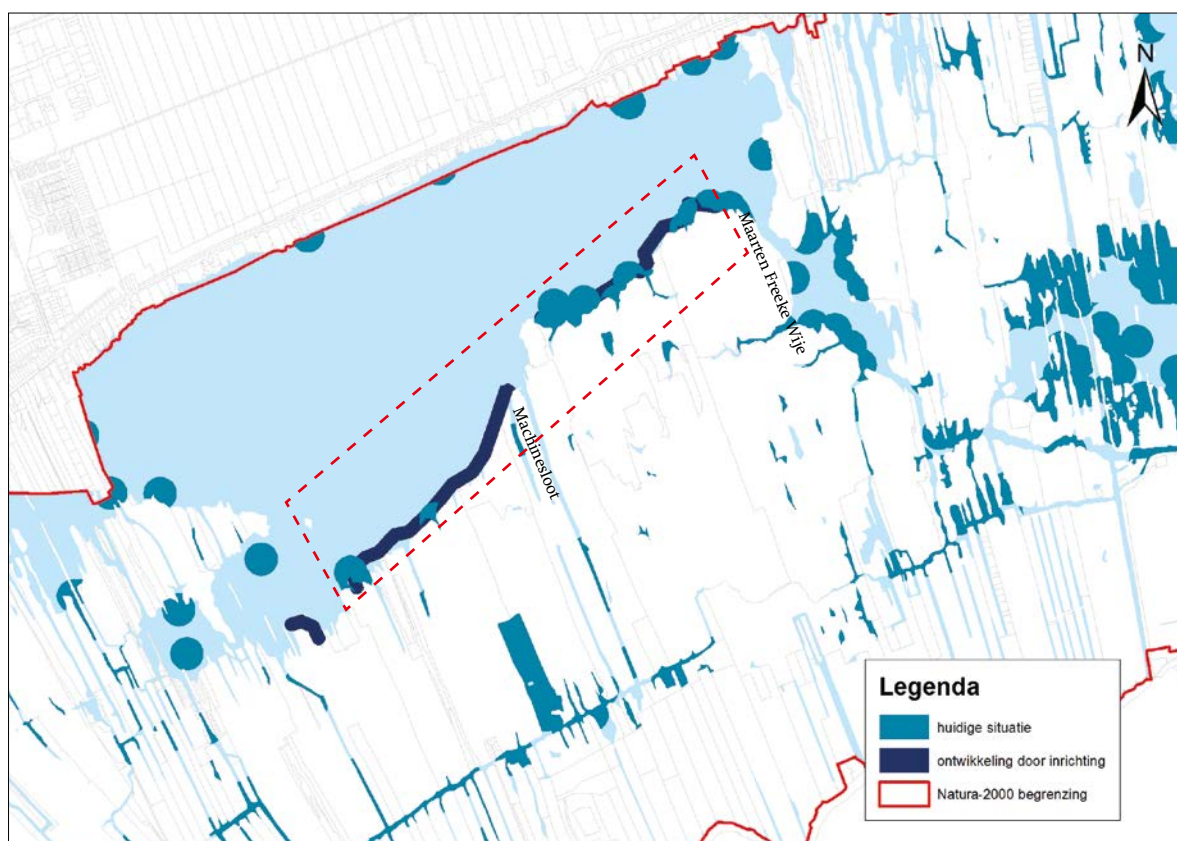 N
Maarten Freeke Wije
Machinesloot
Legenda
huidige situatie
ontwikkeling door inrichting
Natura-2000 begrenzing